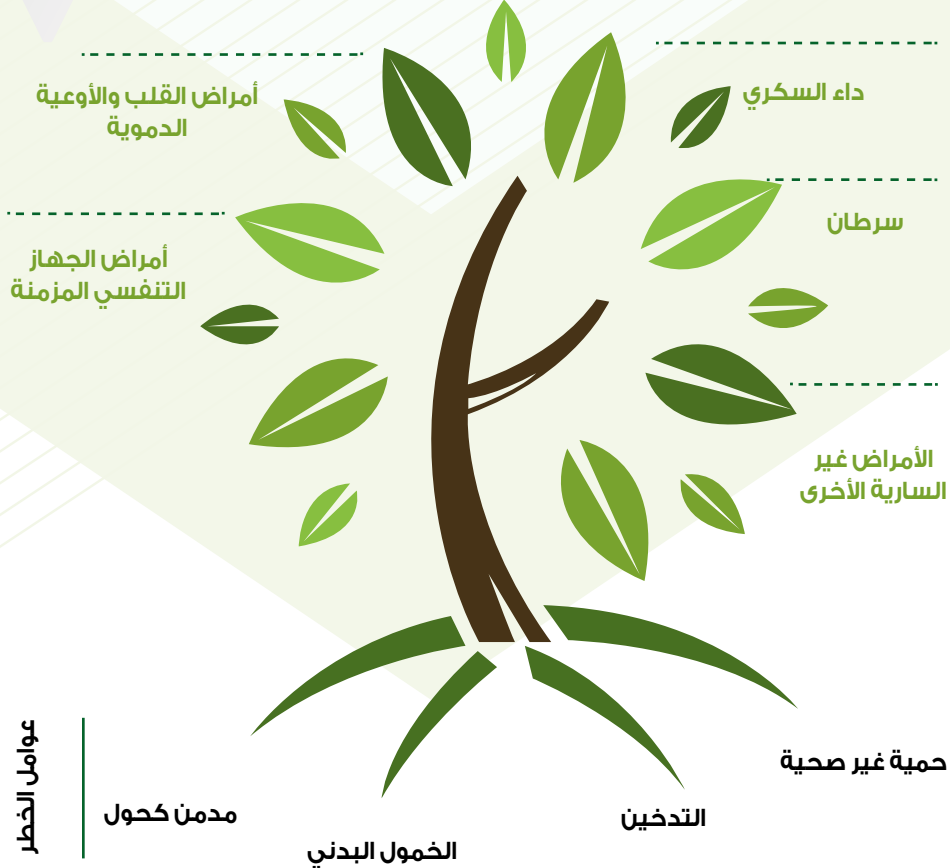 داء السكري
أمراض القلب والأوعية
الدموية
سرطان
أمراض الجهاز
التنفسي المزمنة
الأمراض غير
السارية الأخرى
عوامل الخطر
حمية غير صحية
التدخين
الخمول البدني
مدمن كحول